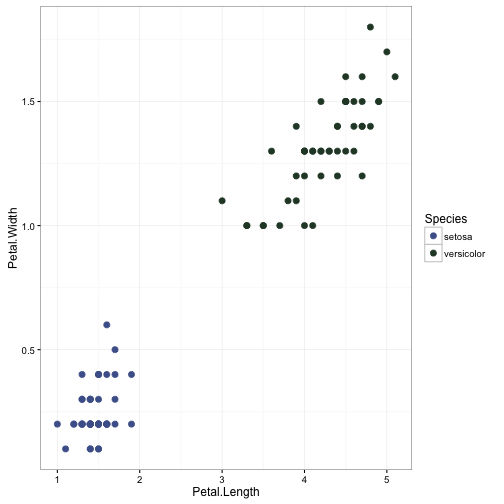 1.5
1.0
0.5
Petal.Width
1 2 3 4 5
Petal.Length
Species
setosa
versicolor